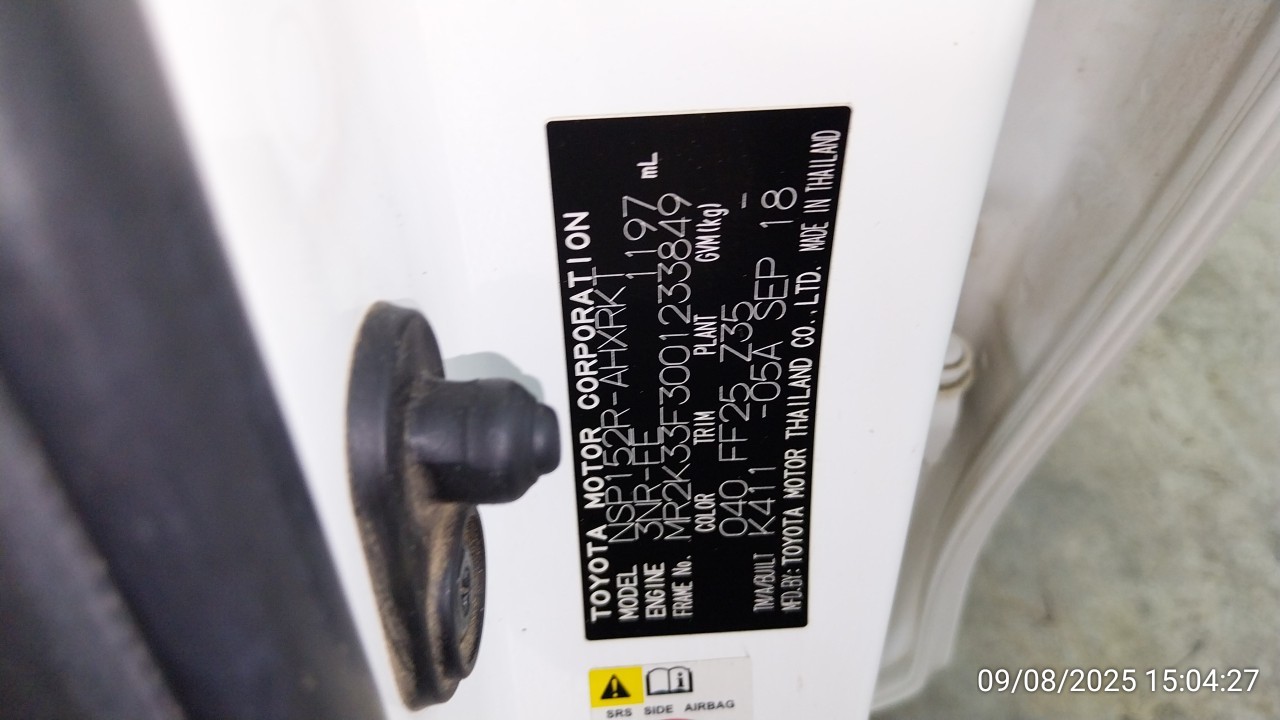 TOYOTA MOTOR CORPORATION
MODEL NSP152R-AHXRKT
ENGINE 3NR-FE 1197 mL
FRAME No. MR2K33F3001233849
COLOR TRIM PLANT GVM(kg)
040 FF25 Z35 -
TMA/BUILT K411 -05A SEP 18
MFD.BY:TOYOTA MOTOR THAILAND CO.,LTD. MADE IN THAILAND
SRS SIDE AIRBAG
09/08/2025 15:04:27